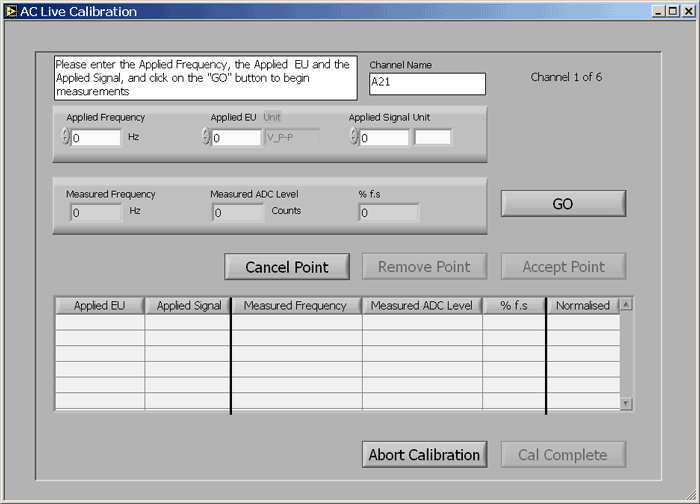 AC Live Calibration
Please enter the Applied Frequency, the Applied EU and the
Applied Signal, and click on the "GO" button to begin
measurements
Channel Name
A21
Channel 1 of 6
Applied Frequency
0 Hz
Applied EU Unit
0 V_P-P
Applied Signal Unit
0
Measured Frequency
0 Hz
Measured ADC Level
0 Counts
% f.s
0
GO
Cancel Point
Remove Point
Accept Point
Applied EU Applied Signal Measured Frequency Measured ADC Level % f.s Normalised
Abort Calibration
Cal Complete